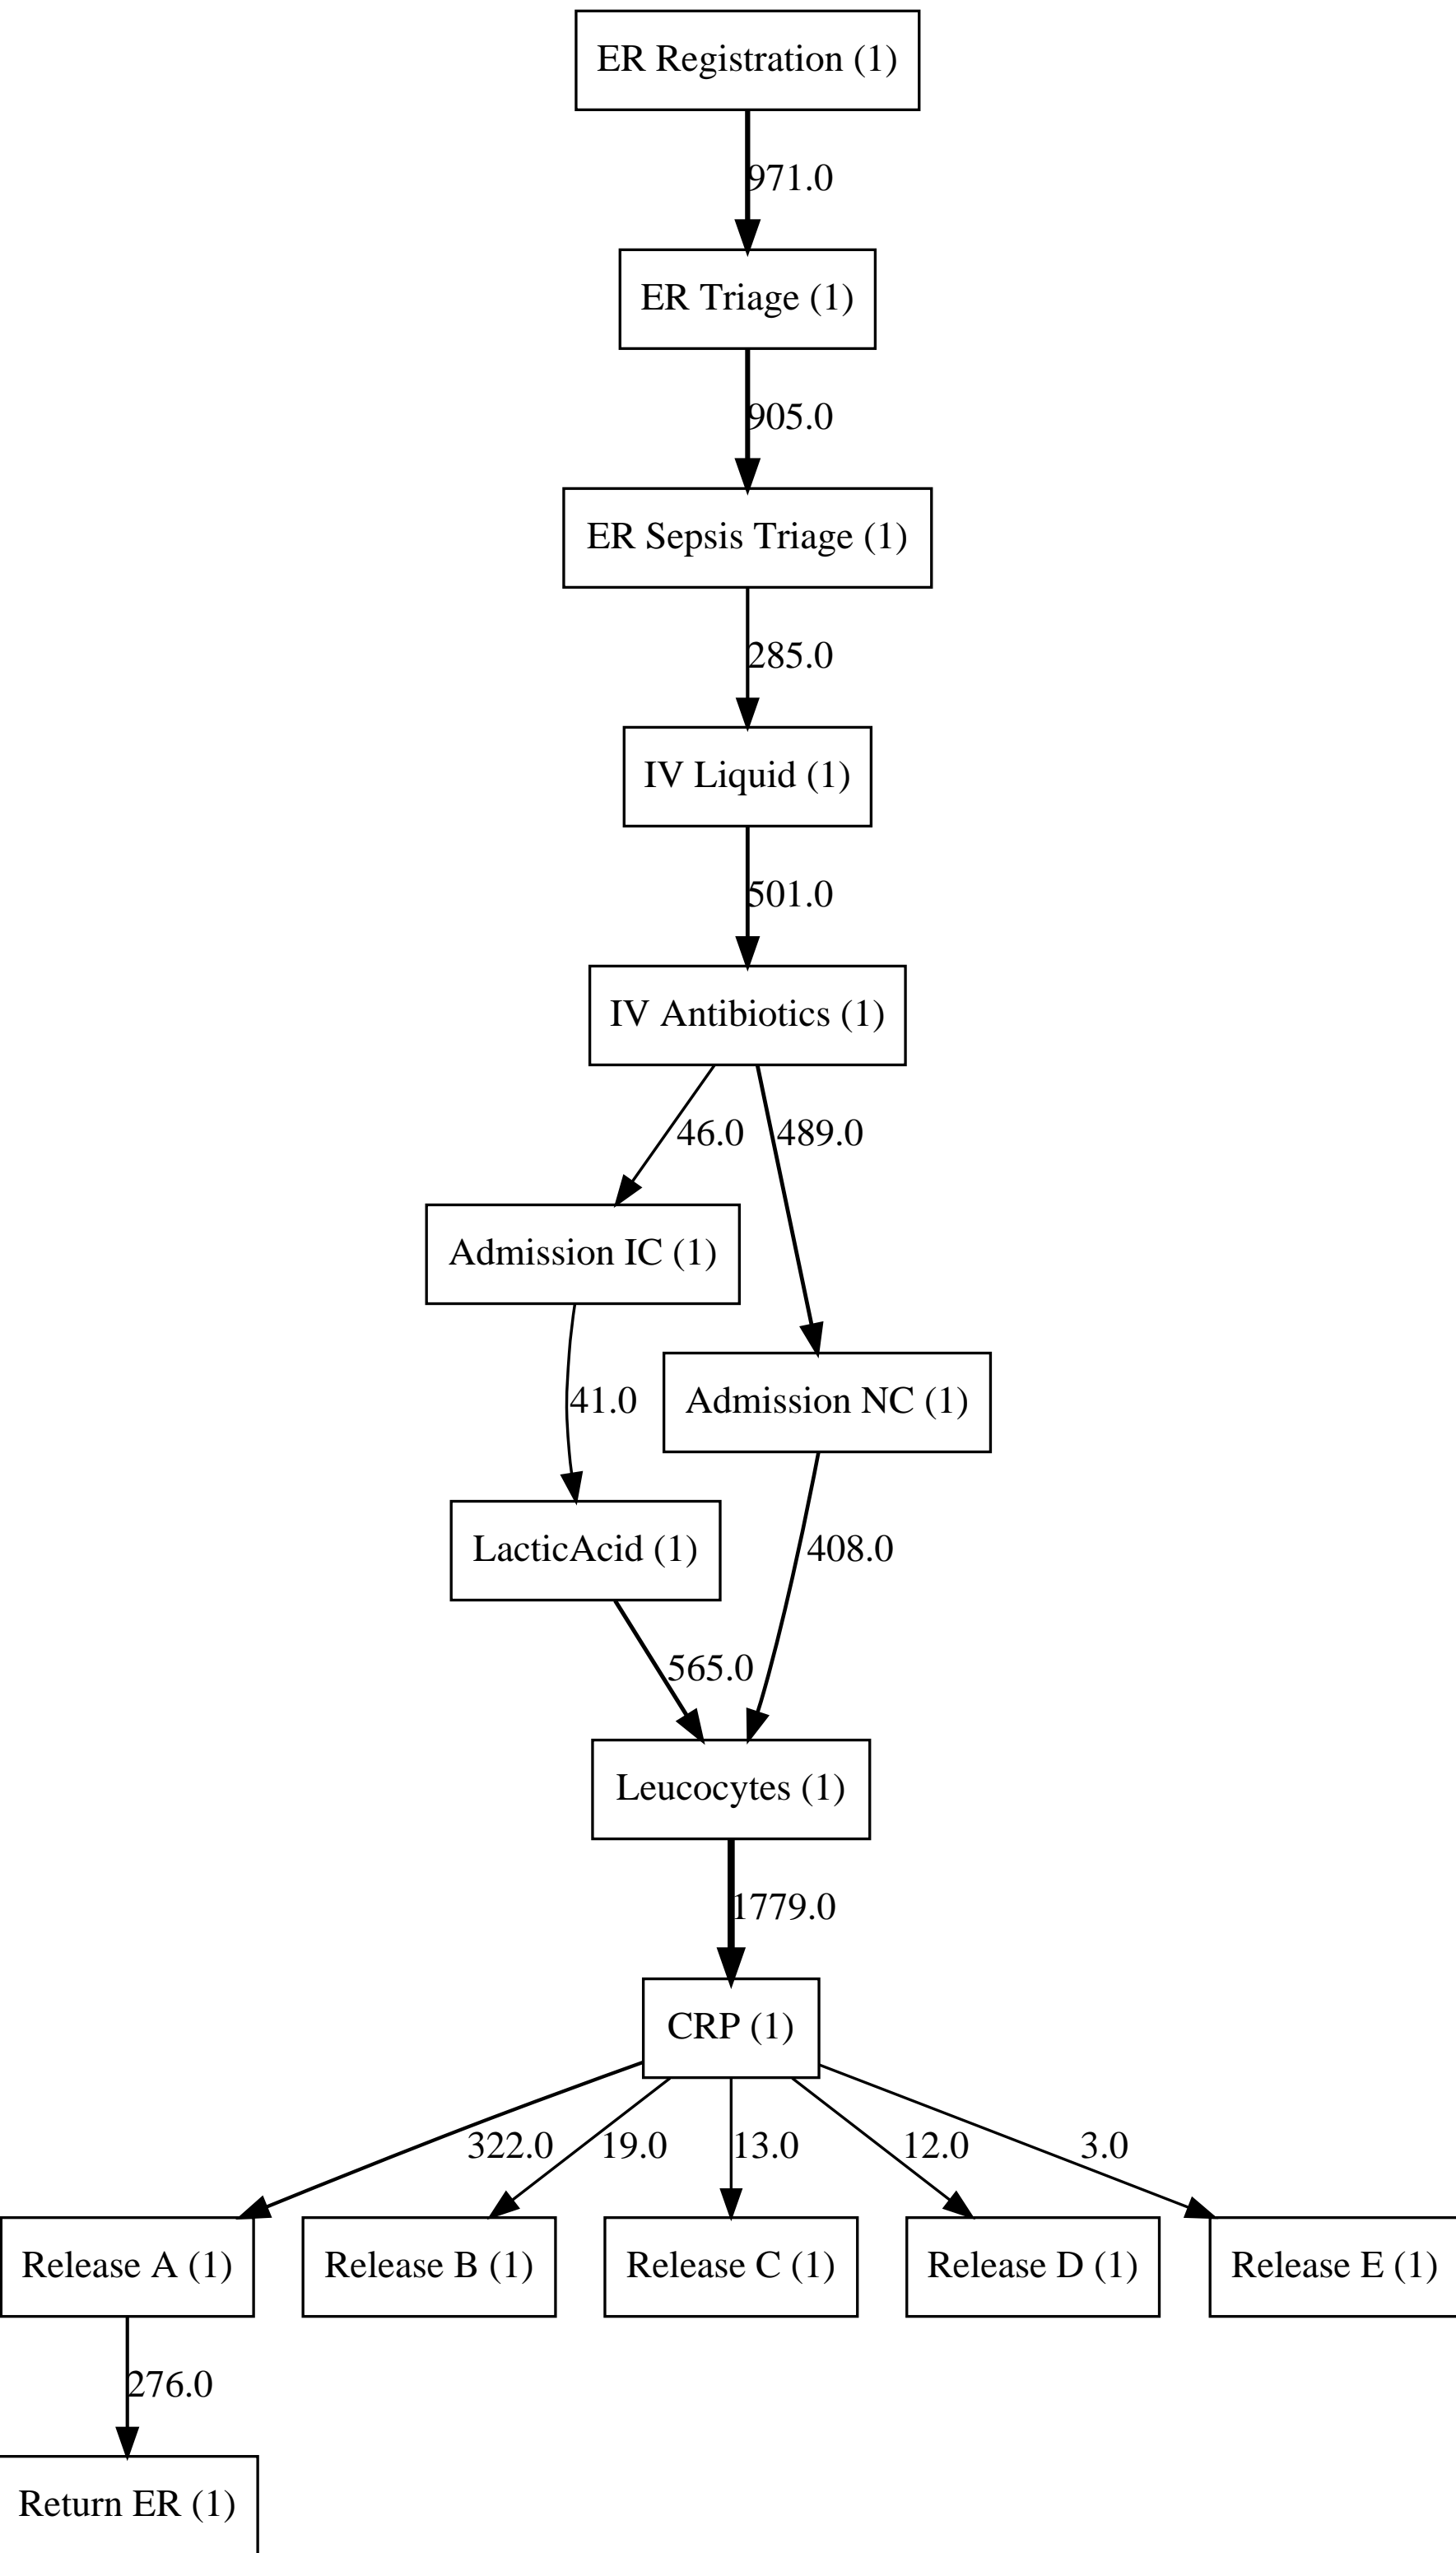 ER Registration (1)
971.0
ER Triage (1)
905.0
ER Sepsis Triage (1)
285.0
IV Liquid (1)
501.0
IV Antibiotics (1)
46.0
489.0
Admission IC (1)
41.0
Admission NC (1)
LacticAcid (1)
408.0
565.0
Leucocytes (1)
1779.0
CRP (1)
322.0
19.0
13.0
12.0
3.0
Release A (1)
Release B (1)
Release C (1)
Release D (1)
Release E (1)
276.0
Return ER (1)